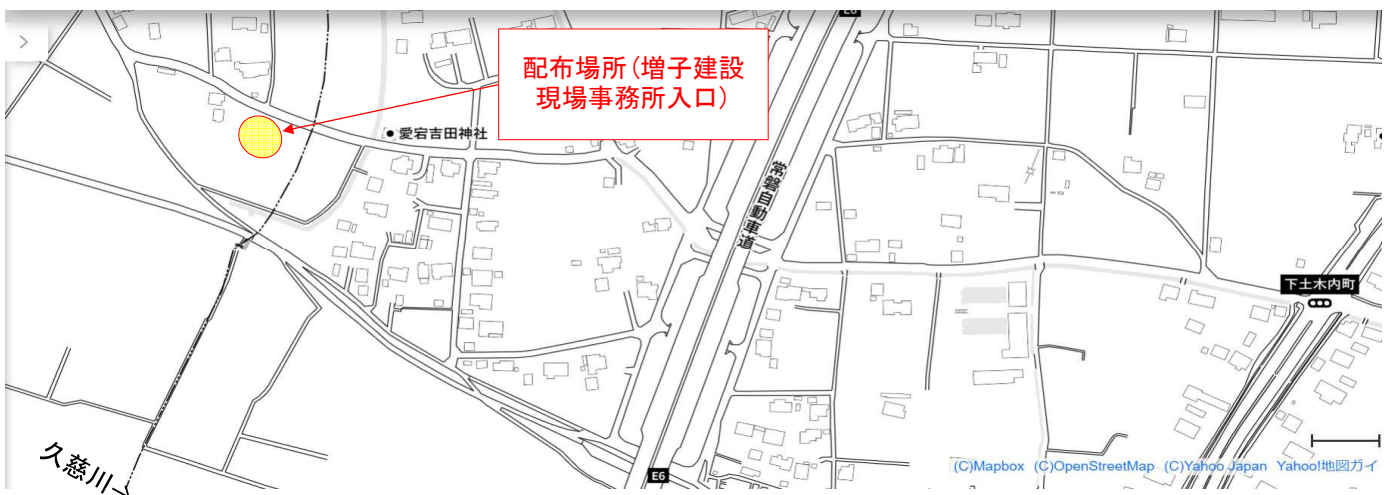 E6
配布場所(増子建設
現場事務所入口)
愛宕吉田神社
常磐自動車道
下土木内町
久慈川
E6
(C)Mapbox (C)OpenStreetMap (C)Yahoo Japan Yahoo!地図ガイ